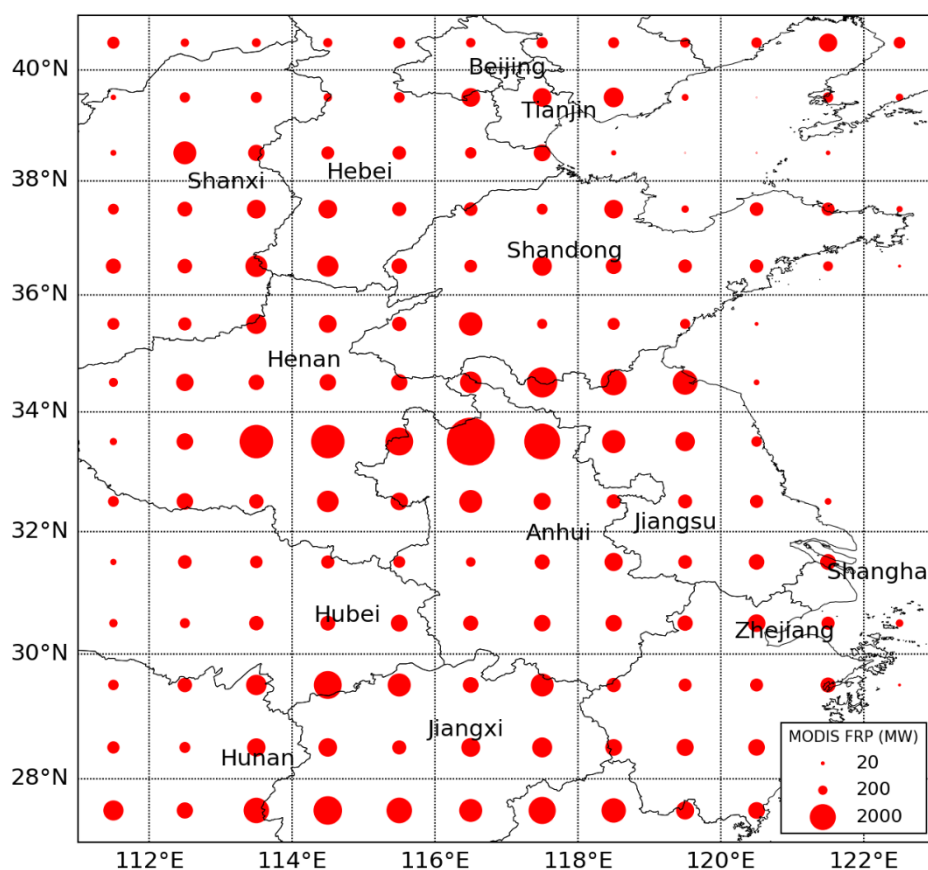 40°N
Beijing
Tianjin
38°N
Shanxi
Hebei
Shandong
36°N
Henan
34°N
32°N
Anhui
Jiangsu
Shangha
Hubei
Zhejiang
30°N
Jiangxi
Hunan
28°N
MODIS FRP (MW)
20
200
2000
112°E 114°E 116°E 118°E 120°E 122°E